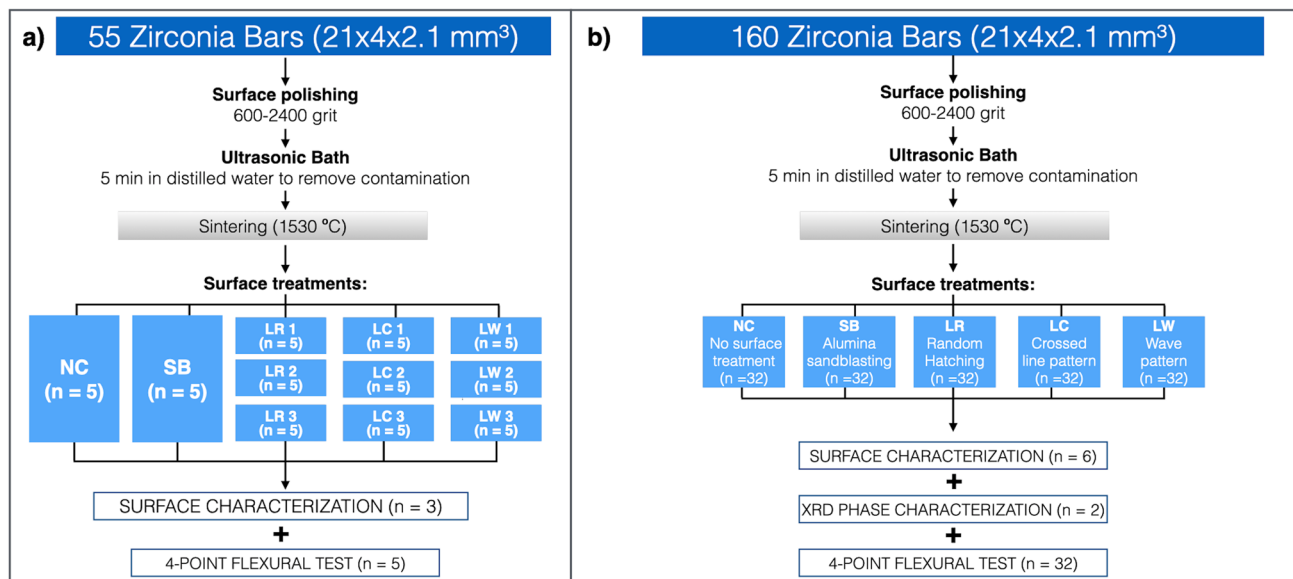 a)
55 Zirconia Bars (21x4x2.1 mm³)
Surface polishing
600-2400 grit
Ultrasonic Bath
5 min in distilled water to remove contamination
Sintering (1530 ºC)
Surface treatments:
NC
(n = 5)
SB
(n = 5)
LR 1
(n = 5)
LR 2
(n = 5)
LR 3
(n = 5)
LC 1
(n = 5)
LC 2
(n = 5)
LC 3
(n = 5)
LW 1
(n = 5)
LW 2
(n = 5)
LW 3
(n = 5)
SURFACE CHARACTERIZATION (n = 3)
+
4-POINT FLEXURAL TEST (n = 5)
b)
160 Zirconia Bars (21x4x2.1 mm³)
Surface polishing
600-2400 grit
Ultrasonic Bath
5 min in distilled water to remove contamination
Sintering (1530 ºC)
Surface treatments:
NC
No surface
treatment
(n =32)
SB
Alumina
sandblasting
(n =32)
LR
Random
Hatching
(n =32)
LC
Crossed
line pattern
(n =32)
LW
Wave
pattern
(n =32)
SURFACE CHARACTERIZATION (n = 6)
+
XRD PHASE CHARACTERIZATION (n = 2)
+
4-POINT FLEXURAL TEST (n = 32)